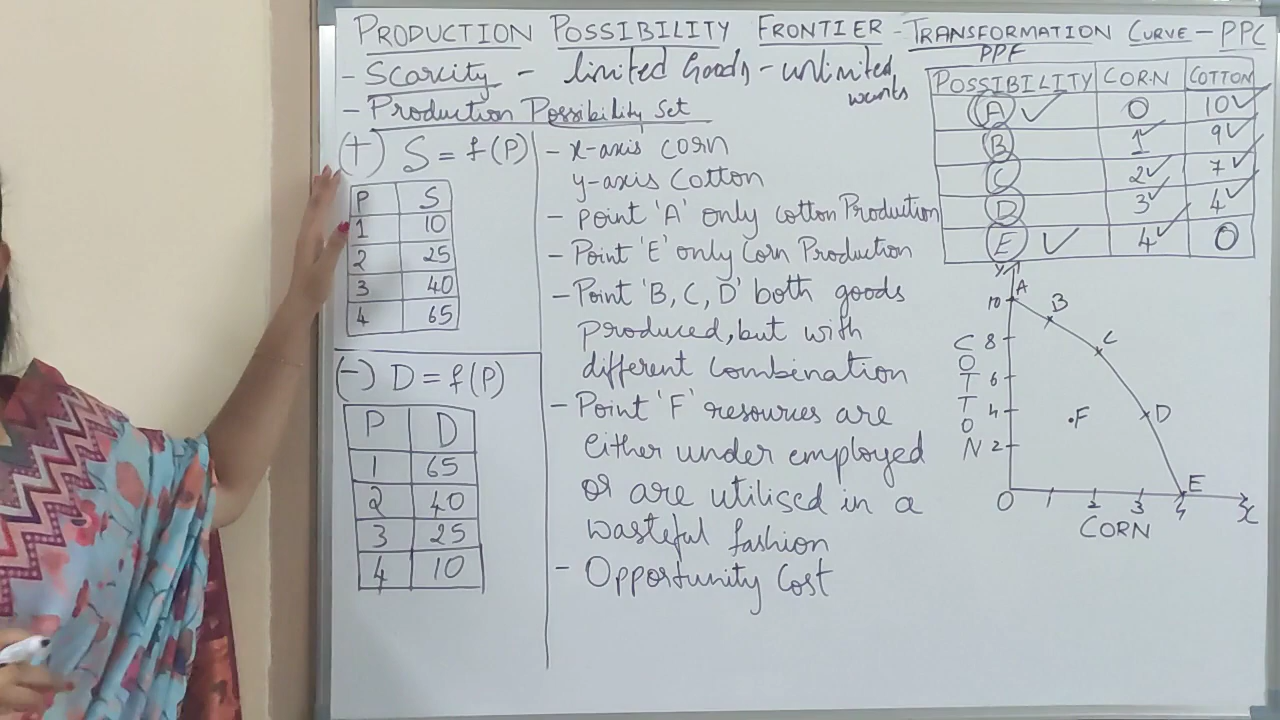 PRODUCTION POSSIBILITY FRONTIER - TRANSFORMATION CURVE - PPC
PPF
- Scarcity - limited Goods - unlimited wants
- Production Possibility Set
(+) S = f(P)
P S
1 10
2 25
3 40
4 65
(-) D = f(P)
P D
1 65
2 40
3 25
4 10
- x-axis corn
y-axis Cotton
- point 'A' only cotton Production
- Point 'E' only Corn Production
- Point 'B, C, D' both goods
produced, but with
different Combination
- Point 'F' resources are
either under employed
or are utilised in a
wasteful fashion
- Opportunity Cost
POSSIBILITY CORN COTTON
A ✓ 0 10✓
B 1✓ 9✓
C 2✓ 7✓
D 3✓ 4✓
E ✓ 4✓ 0
Y
A
10
B
8
C
6
4
F
D
2
E
0 1 2 3 4 x
COTTON
CORN